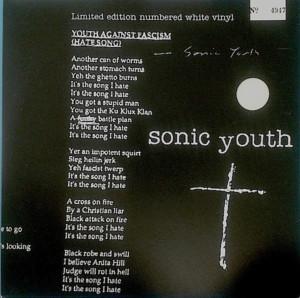 Limited edition numbered white vinyl
Nº 4947
YOUTH AGAINST FASCISM
(HATE SONG)
Sonic Youth
Another can of worms
Another stomach turns
Yeh the ghetto burns
It's the song I hate
It's the song I hate
You got a stupid man
You got the Ku Klux Klan
A battle plan
It's the song I hate
It's the song I hate
sonic youth
Yer an impotent squirt
Sieg heilin jerk
Yeh fascist twerp
It's the song I hate
It's the song I hate
A cross on fire
By a Christian liar
Black attack on fire
It's the song I hate
It's the song I hate
e to go
's looking
Black robe and swill
I believe Anita Hill
Judge will rot in hell
It's the song I hate
It's the song I hate